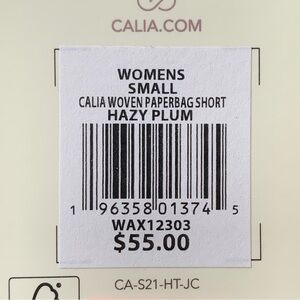 CALIA.COM
WOMENS
SMALL
CALIA WOVEN PAPERBAG SHORT
HAZY PLUM
1 96358 01374 5
WAX12303
$55.00
CA-S21-HT-JC